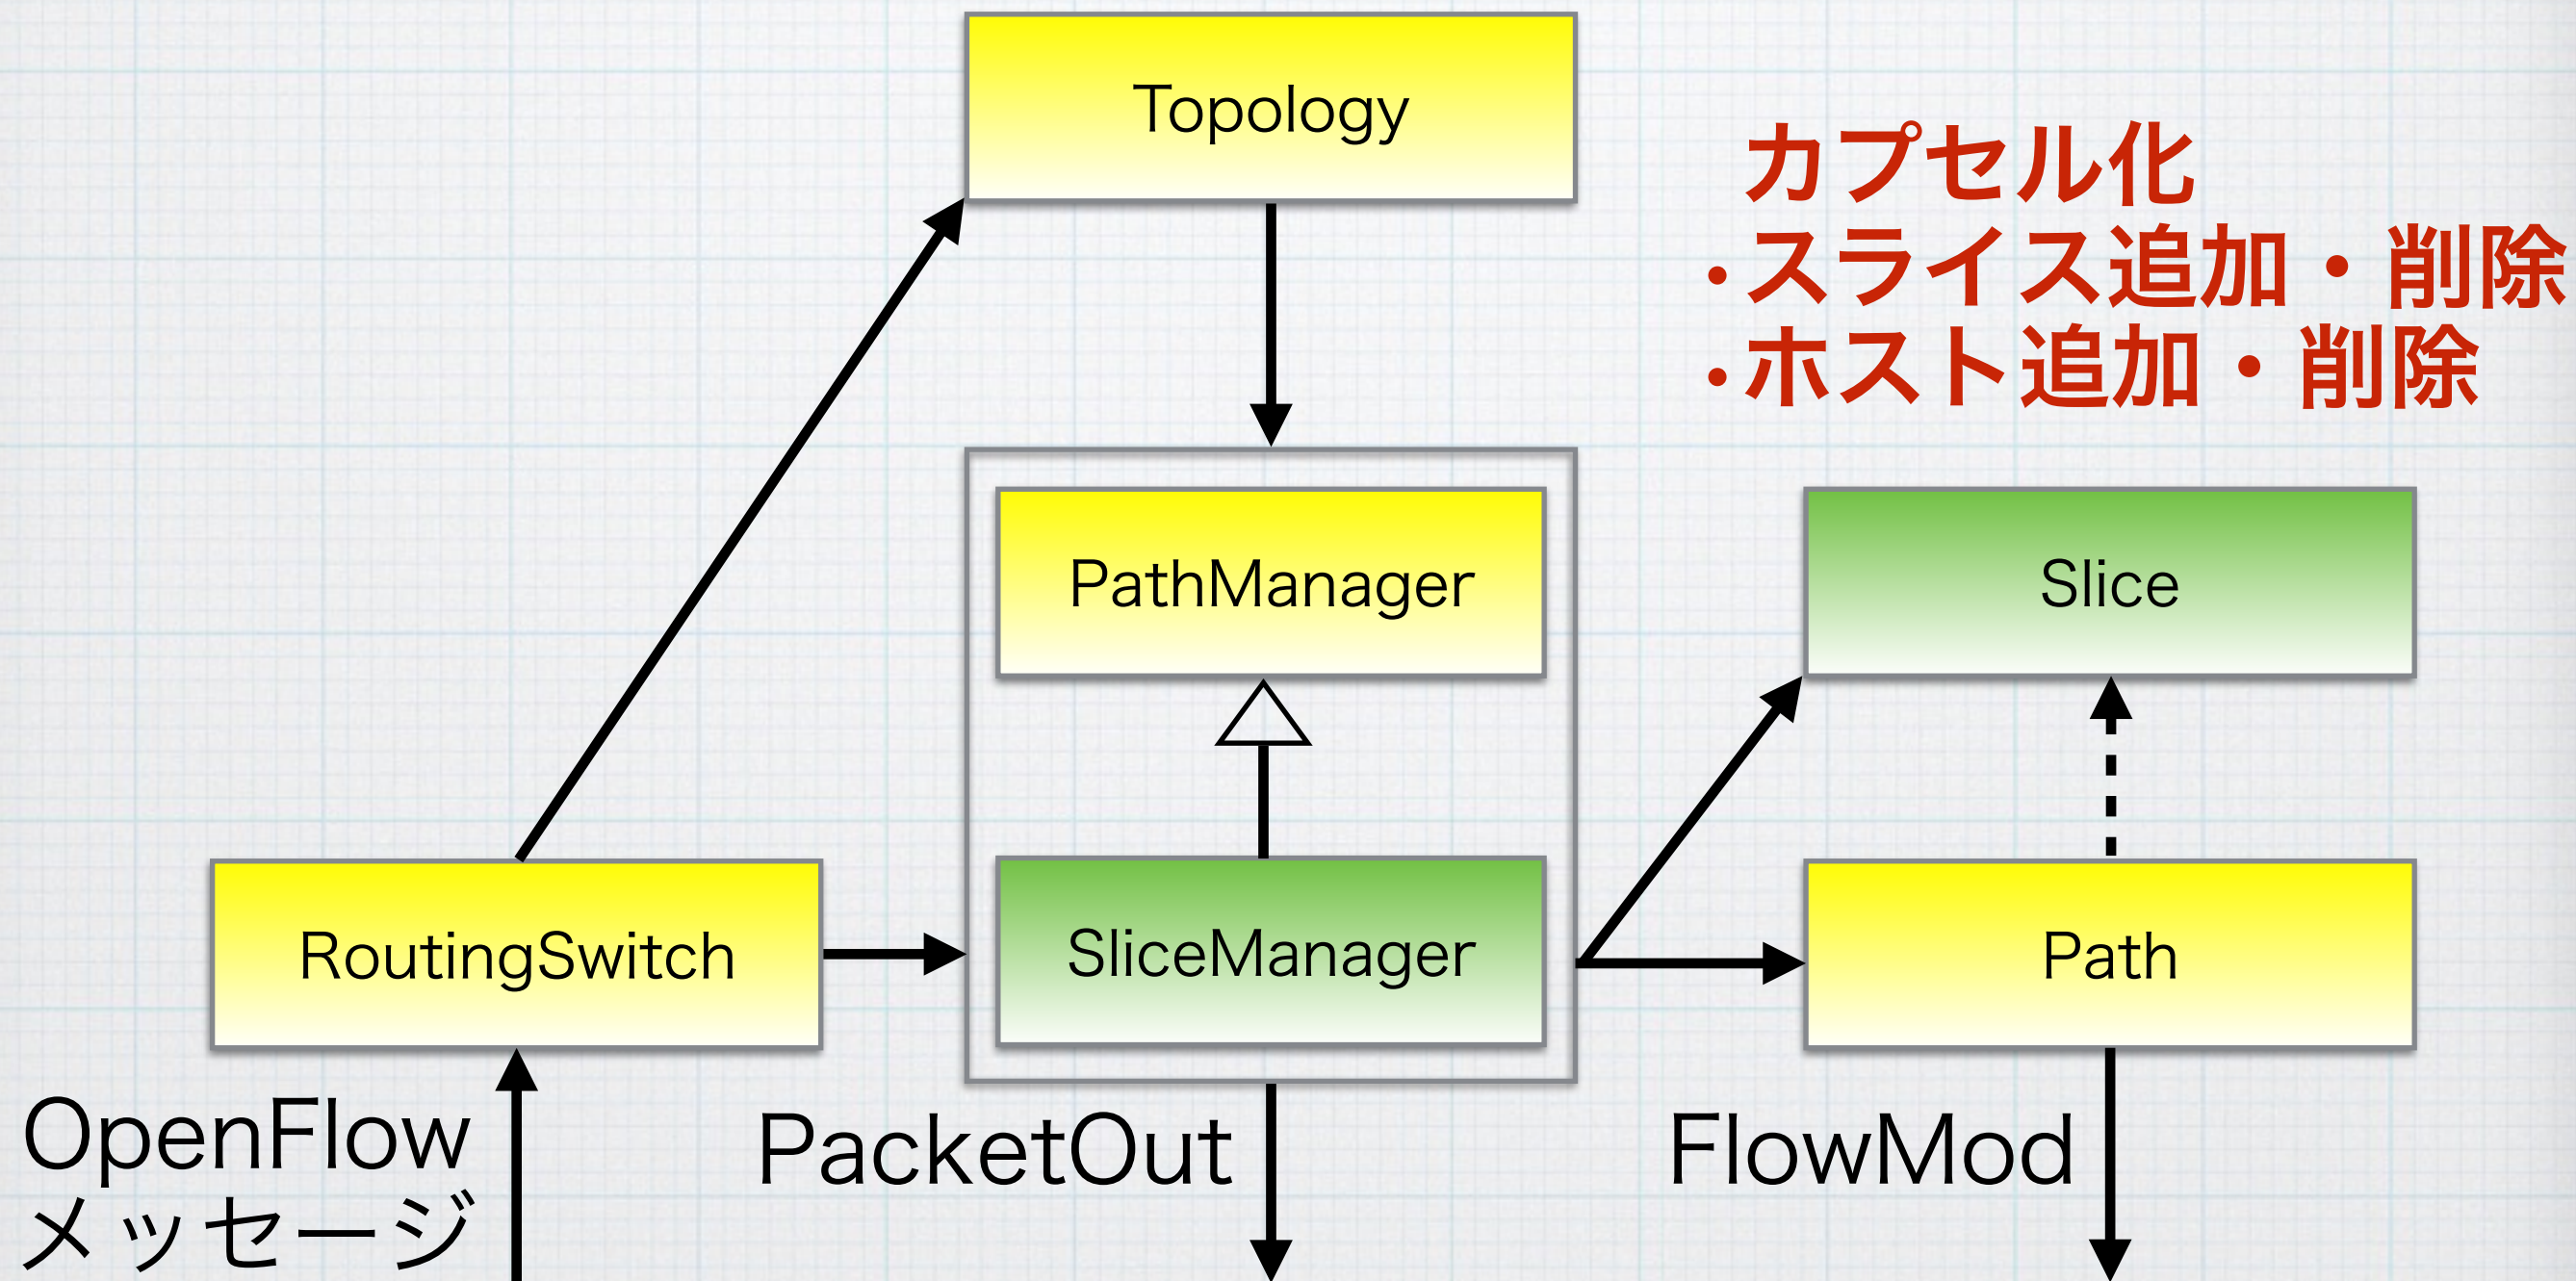 Topology
カプセル化
・スライス追加・削除
・ホスト追加・削除
PathManager
Slice
RoutingSwitch
SliceManager
Path
OpenFlow
メッセージ
PacketOut
FlowMod